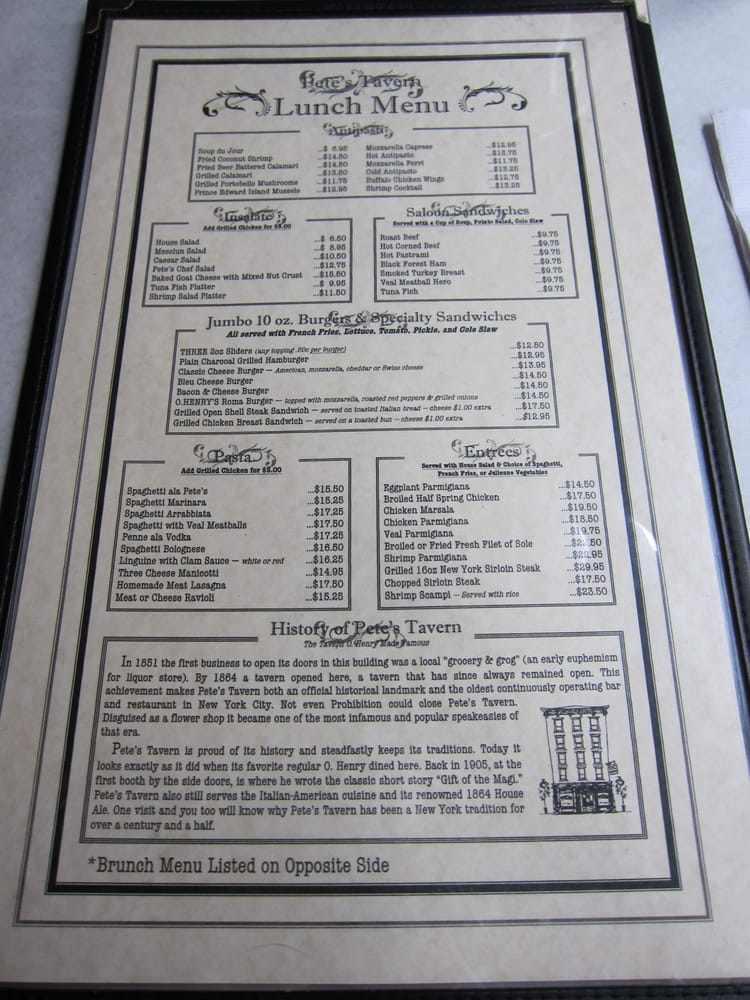 Pete's Tavern
Lunch Menu
Antipasti
Soup du Jour ...$ 6.95
Fried Coconut Shrimp ...$14.50
Fried Beer Battered Calamari ...$14.50
Grilled Calamari ...$13.50
Grilled Portobello Mushrooms ...$11.75
Prince Edward Island Mussels ...$12.95
Mozzarella Caprese ...$12.95
Hot Antipasto ...$13.75
Mozzarella Ferri ...$11.75
Cold Antipasto ...$13.25
Buffalo Chicken Wings ...$12.75
Shrimp Cocktail ...$13.25
Insalate
Add Grilled Chicken for $5.00
House Salad ...$ 6.50
Mesclun Salad ...$ 8.95
Caesar Salad ...$10.50
Pete's Chef Salad ...$12.75
Baked Goat Cheese with Mixed Nut Crust ...$15.50
Tuna Fish Platter ...$ 9.95
Shrimp Salad Platter ...$11.50
Saloon Sandwiches
Served with a Cup of Soup, Potato Salad, Cole Slaw
Roast Beef ...$9.75
Hot Corned Beef ...$9.75
Hot Pastrami ...$9.75
Black Forest Ham ...$9.75
Smoked Turkey Breast ...$9.75
Veal Meatball Hero ...$9.75
Tuna Fish ...$9.75
Jumbo 10 oz. Burgers & Specialty Sandwiches
All served with French Fries, Lettuce, Tomato, Pickle, and Cole Slaw
THREE 2oz Sliders (any topping .50c per burger) ...$12.50
Plain Charcoal Grilled Hamburger ...$12.95
Classic Cheese Burger — American, mozzarella, cheddar or Swiss cheese ...$13.95
Bleu Cheese Burger ...$14.50
Bacon & Cheese Burger ...$14.50
O.HENRY'S Roma Burger — topped with mozzarella, roasted red peppers & grilled onions ...$14.50
Grilled Open Shell Steak Sandwich — served on toasted Italian bread — cheese $1.00 extra ...$17.50
Grilled Chicken Breast Sandwich — served on a toasted bun — cheese $1.00 extra ...$12.95
Pasta
Add Grilled Chicken for $5.00
Spaghetti ala Pete's ...$15.50
Spaghetti Marinara ...$15.25
Spaghetti Arrabbiata ...$17.25
Spaghetti with Veal Meatballs ...$17.50
Penne ala Vodka ...$17.25
Spaghetti Bolognese ...$16.50
Linguine with Clam Sauce — white or red ...$16.25
Three Cheese Manicotti ...$14.95
Homemade Meat Lasagna ...$17.50
Meat or Cheese Ravioli ...$15.25
Entrées
Served with House Salad & Choice of Spaghetti,
French Fries, or Julienne Vegetables
Eggplant Parmigiana ...$14.50
Broiled Half Spring Chicken ...$17.50
Chicken Marsala ...$19.50
Chicken Parmigiana ...$18.50
Veal Parmigiana ...$19.75
Broiled or Fried Fresh Filet of Sole
Shrimp Parmigiana ...$22.95
Grilled 16oz New York Sirloin Steak ...$29.95
Chopped Sirloin Steak ...$17.50
Shrimp Scampi — Served with rice ...$23.50
History of Pete's Tavern
The Tavern O. Henry Made Famous
In 1851 the first business to open its doors in this building was a local "grocery & grog" (an early euphemism
for liquor store). By 1864 a tavern opened here, a tavern that has since always remained open. This
achievement makes Pete's Tavern both an official historical landmark and the oldest continuously operating bar
and restaurant in New York City. Not even Prohibition could close Pete's Tavern.
Disguised as a flower shop it became one of the most infamous and popular speakeasies of
that era.
Pete's Tavern is proud of its history and steadfastly keeps its traditions. Today it
looks exactly as it did when its favorite regular O. Henry dined here. Back in 1905, at the
first booth by the side doors, is where he wrote the classic short story "Gift of the Magi."
Pete's Tavern also still serves the Italian-American cuisine and its renowned 1864 House
Ale. One visit and you too will know why Pete's Tavern has been a New York tradition for
over a century and a half.
*Brunch Menu Listed on Opposite Side